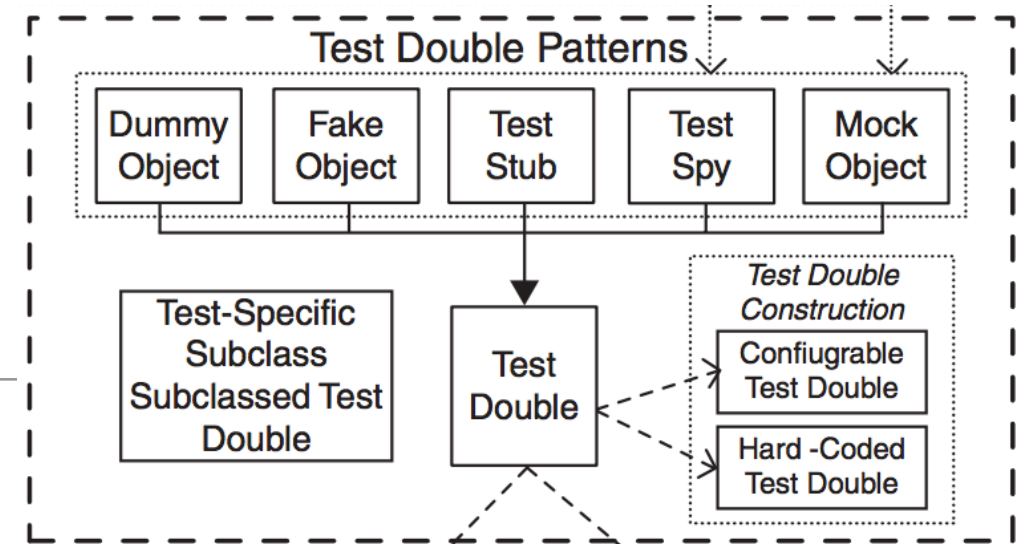 Test Double Patterns
Dummy
Object
Fake
Object
Test
Stub
Test
Spy
Mock
Object
Test-Specific
Subclass
Subclassed Test
Double
Test
Double
Test Double
Construction
Confiugrable
Test Double
Hard -Coded
Test Double